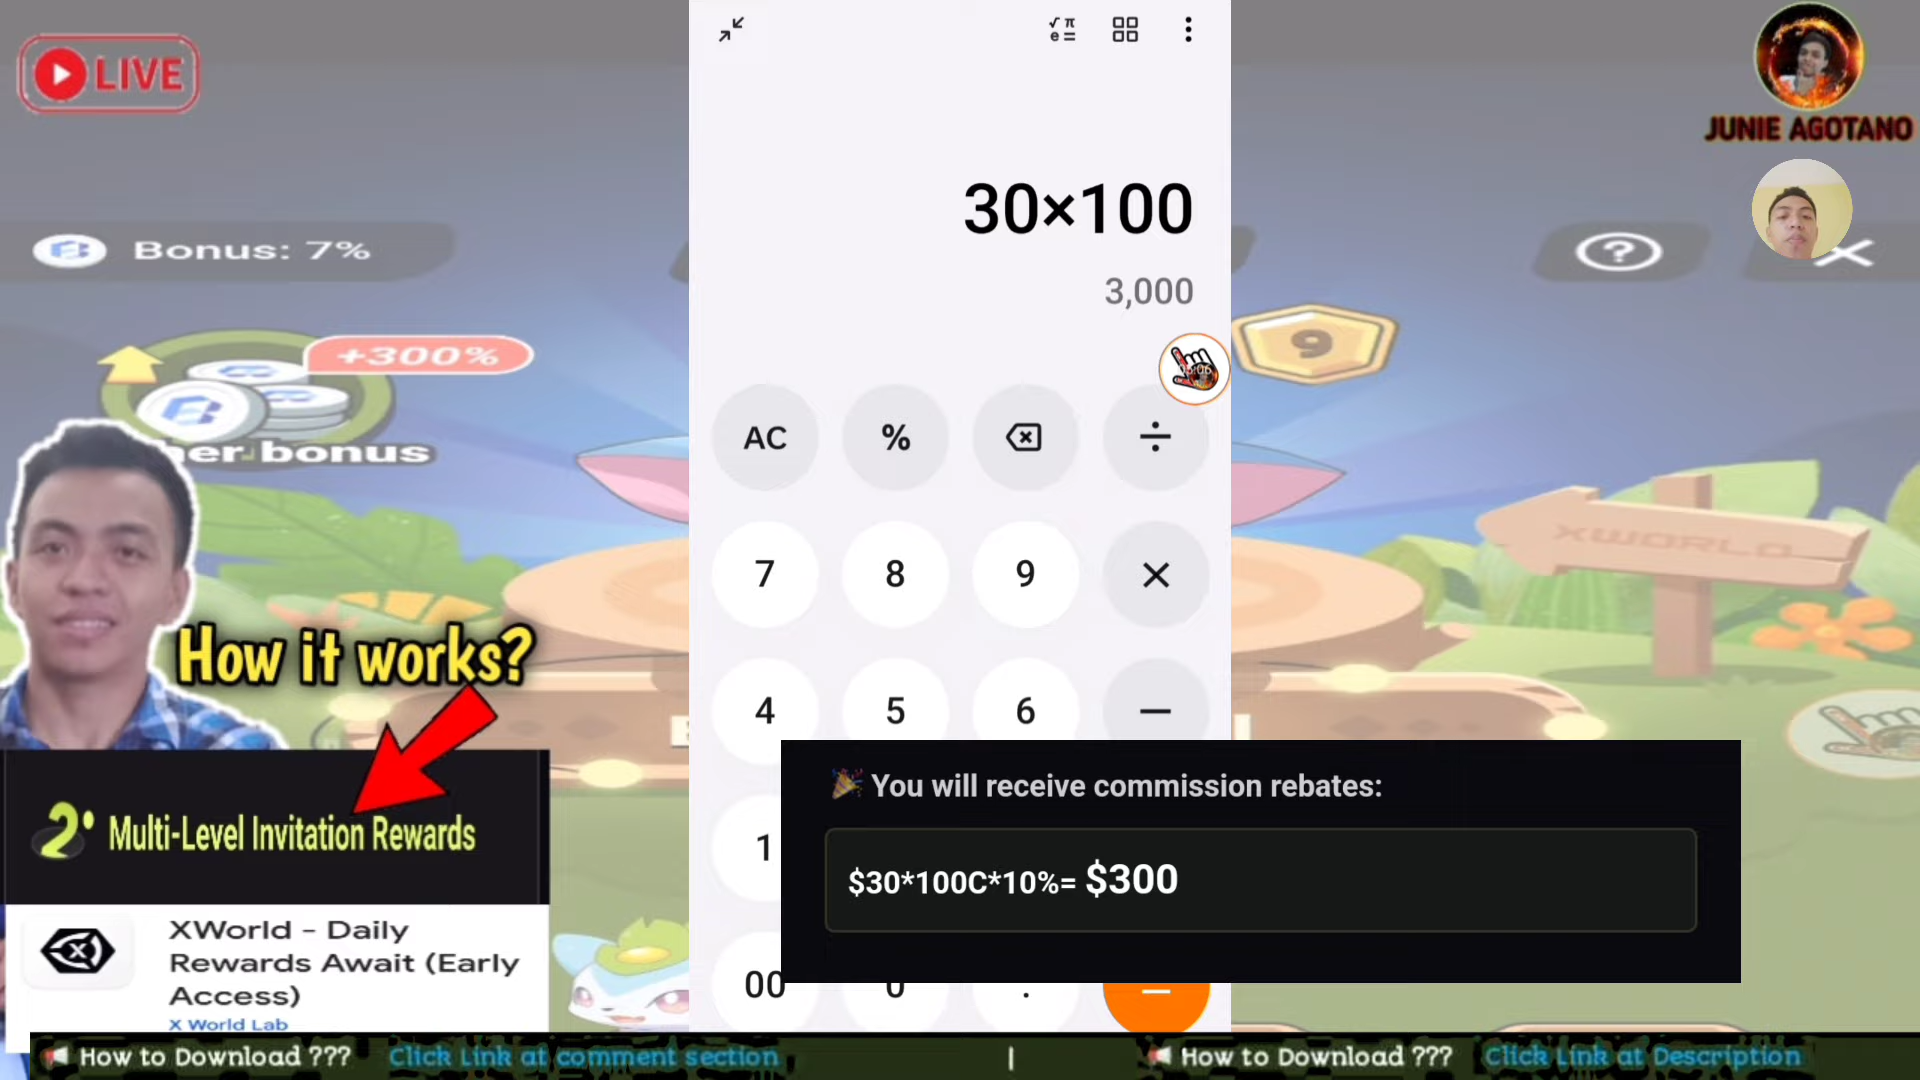 LIVE
JUNIE AGOTANO
30×100
3,000
Bonus: 7%
+300%
her bonus
9
?
05:06
AC
%
÷
7
8
9
×
XWORLD
4
5
6
−
1
How it works?
2 Multi-Level Invitation Rewards
🎉 You will receive commission rebates:
$30*100C*10%= $300
00
0
.
XWorld - Daily
Rewards Await (Early
Access)
X World Lab
How to Download ??? Click Link at comment section | How to Download ??? Click Link at Description